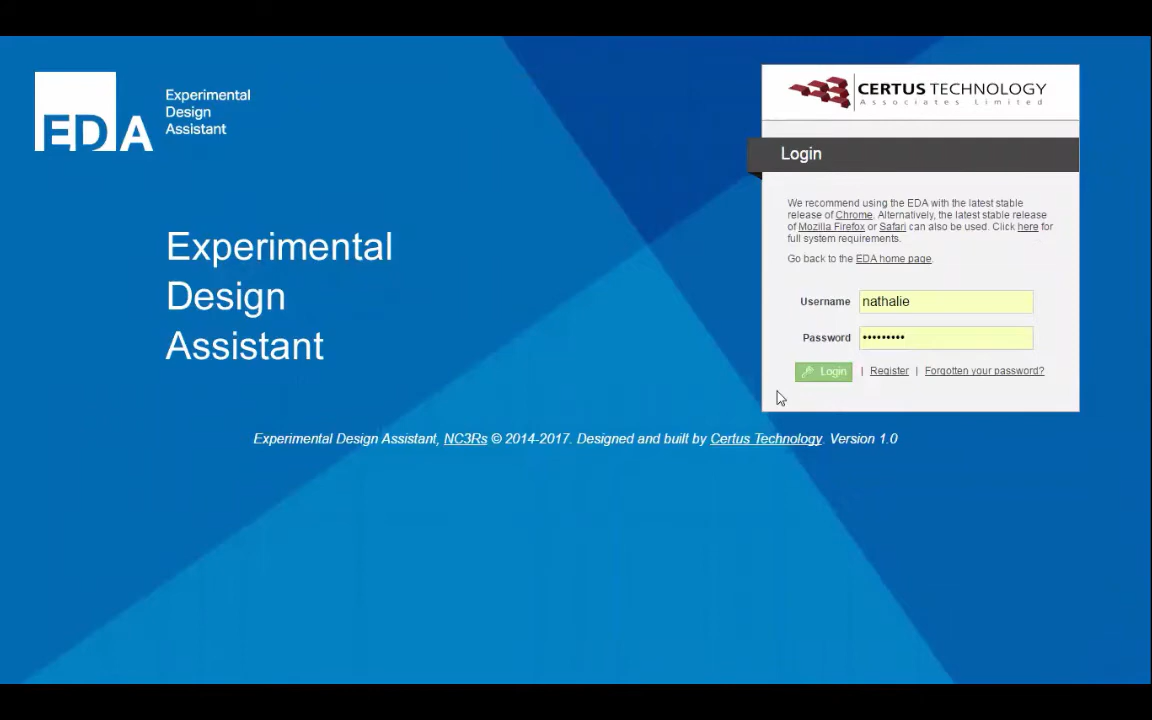 EDA
Experimental
Design
Assistant
Experimental
Design
Assistant
CERTUS TECHNOLOGY
Associates Limited
Login
We recommend using the EDA with the latest stable
release of Chrome. Alternatively, the latest stable release
of Mozilla Firefox or Safari can also be used. Click here for
full system requirements.
Go back to the EDA home page.
Username nathalie
Password •••••••••
Login | Register | Forgotten your password?
Experimental Design Assistant, NC3Rs © 2014-2017. Designed and built by Certus Technology. Version 1.0